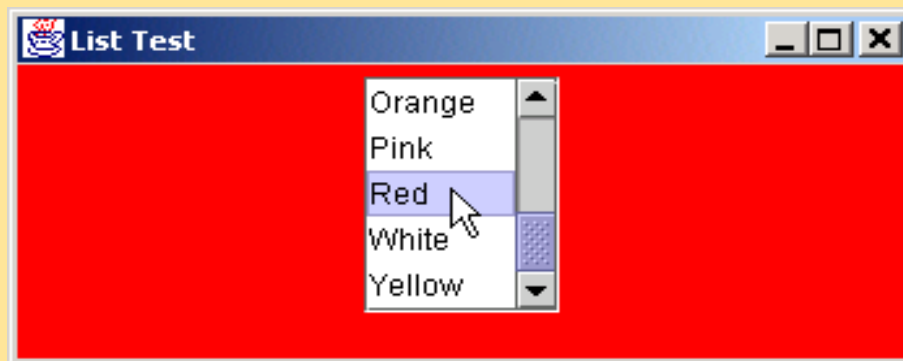 List Test
Orange
Pink
Red
White
Yellow